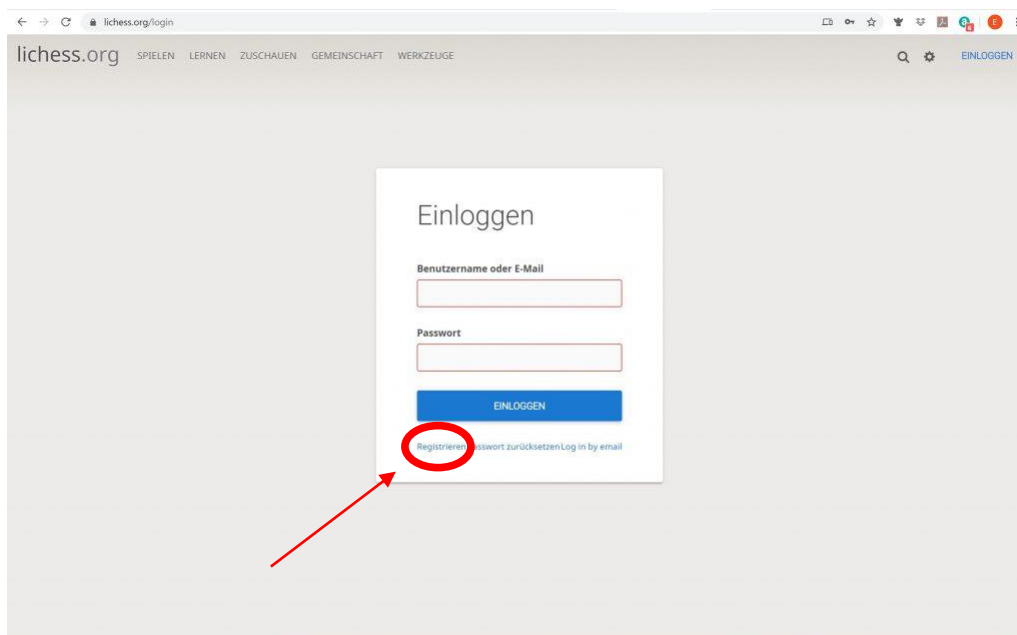 lichess.org/login
E
lichess.org SPIELEN LERNEN ZUSCHAUEN GEMEINSCHAFT WERKZEUGE EINLOGGEN
Einloggen
Benutzername oder E-Mail
Passwort
EINLOGGEN
Registrieren Passwort zurücksetzen Log in by email